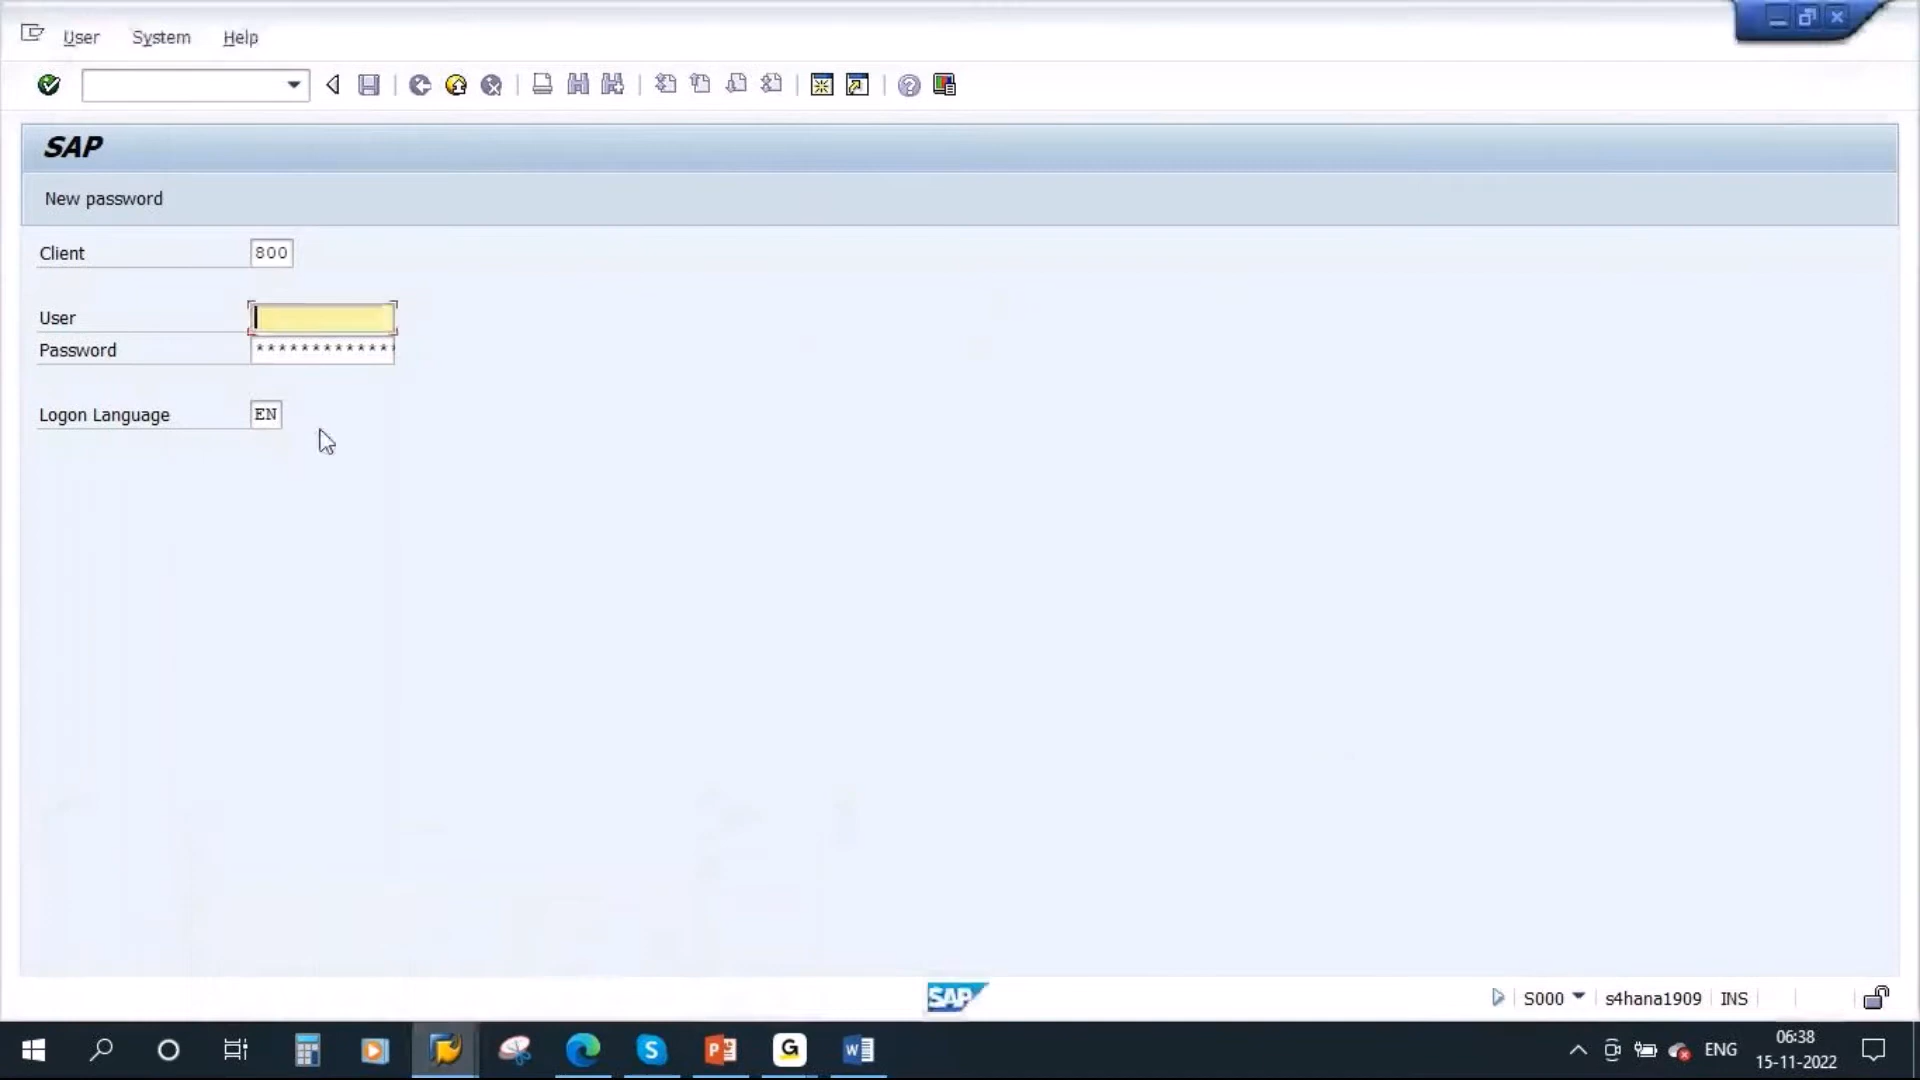 User System Help
SAP
New password
Client 800
User
Password *************
Logon Language EN
SAP
S000 s4hana1909 INS
S P G W ENG 06:38
15-11-2022